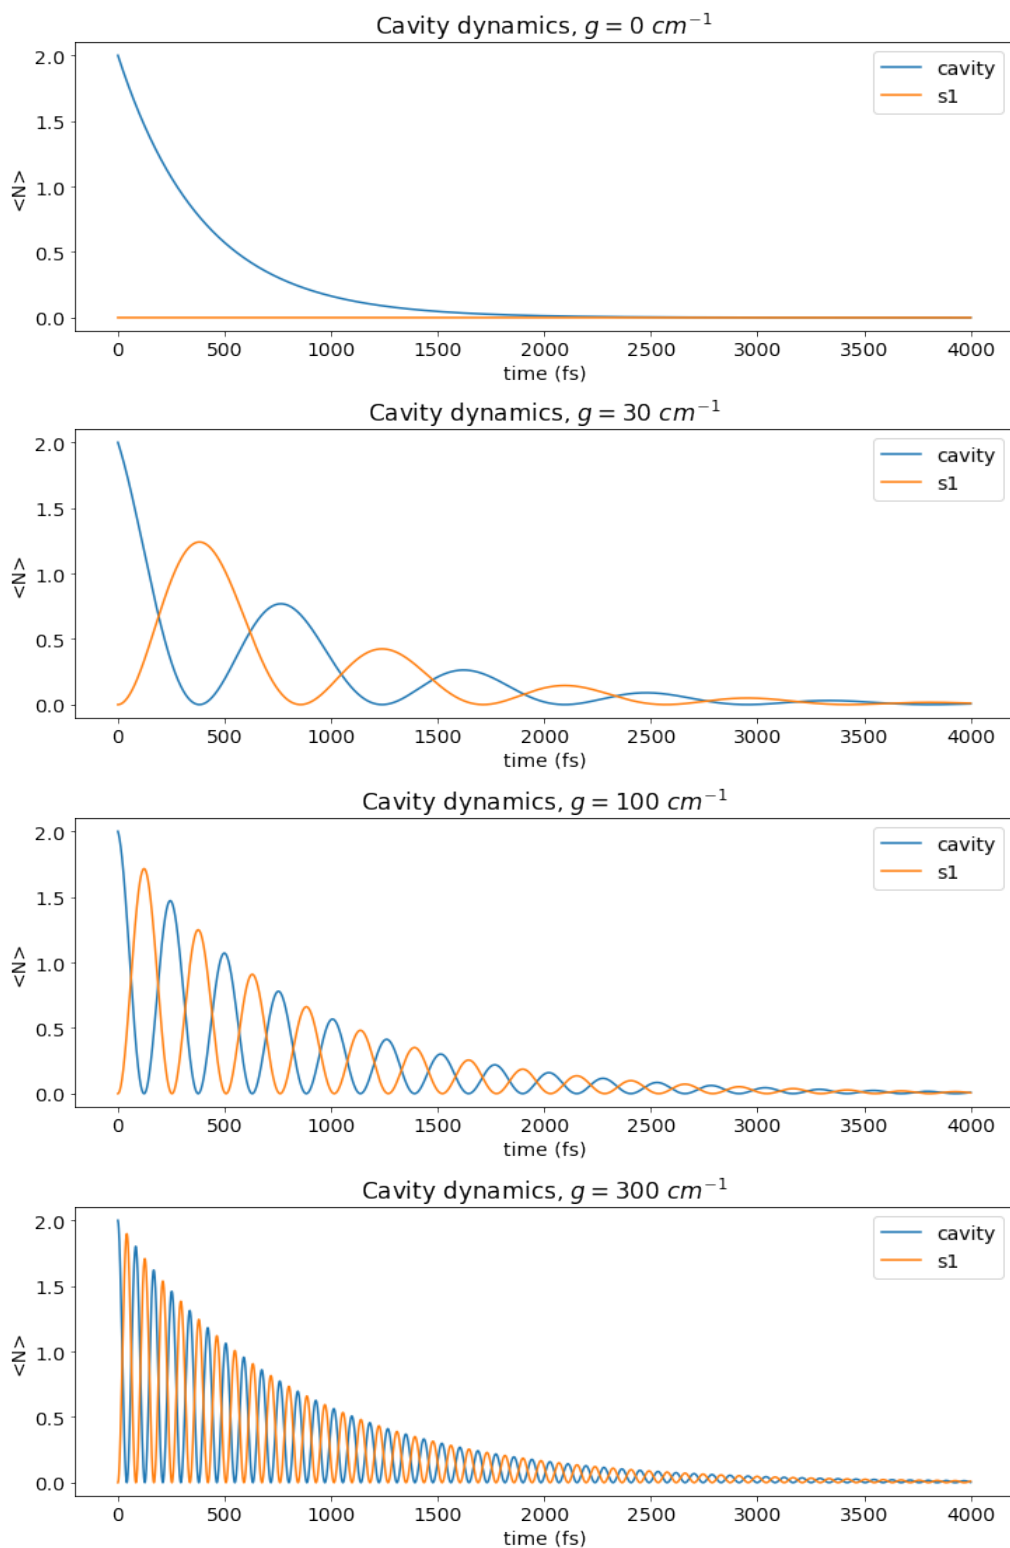 Cavity dynamics, g = 0 cm⁻¹
cavity
s1
2.0
1.5
1.0
0.5
0.0
<N>
0 500 1000 1500 2000 2500 3000 3500 4000
time (fs)
Cavity dynamics, g = 30 cm⁻¹
cavity
s1
2.0
1.5
1.0
0.5
0.0
<N>
0 500 1000 1500 2000 2500 3000 3500 4000
time (fs)
Cavity dynamics, g = 100 cm⁻¹
cavity
s1
2.0
1.5
1.0
0.5
0.0
<N>
0 500 1000 1500 2000 2500 3000 3500 4000
time (fs)
Cavity dynamics, g = 300 cm⁻¹
cavity
s1
2.0
1.5
1.0
0.5
0.0
<N>
0 500 1000 1500 2000 2500 3000 3500 4000
time (fs)